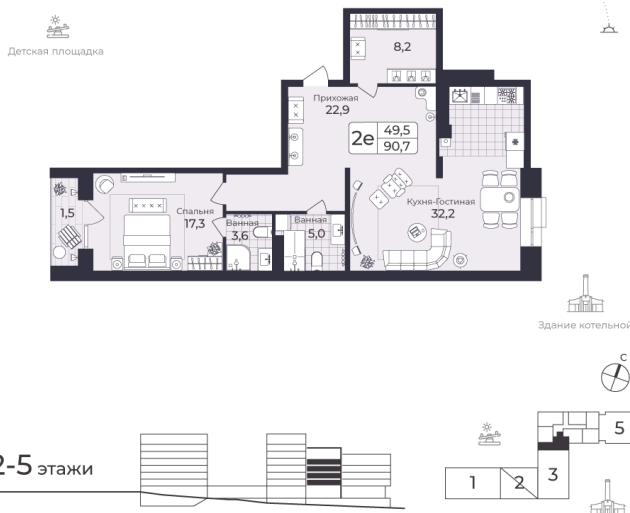 Детская площадка
8,2
Прихожая
22,9
2е
49,5
90,7
Кухня-Гостиная
32,2
1,5
Спальня
17,3
Ванная
3,6
Ванная
5,0
Здание котельной
С
2-5 этажи
1
2
3
5